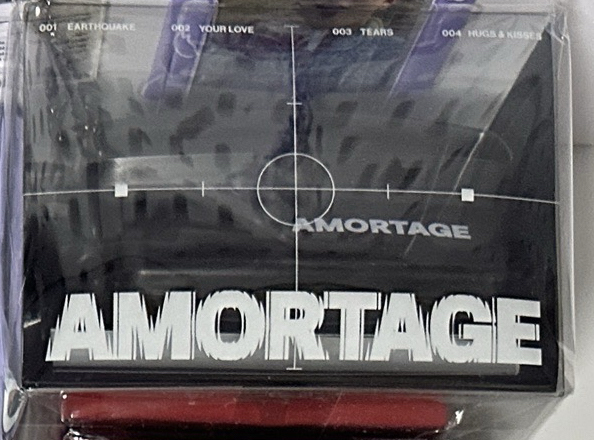 001 EARTHQUAKE 002 YOUR LOVE 003 TEARS 004 HUGS & KISSES
AMORTAGE
AMORTAGE